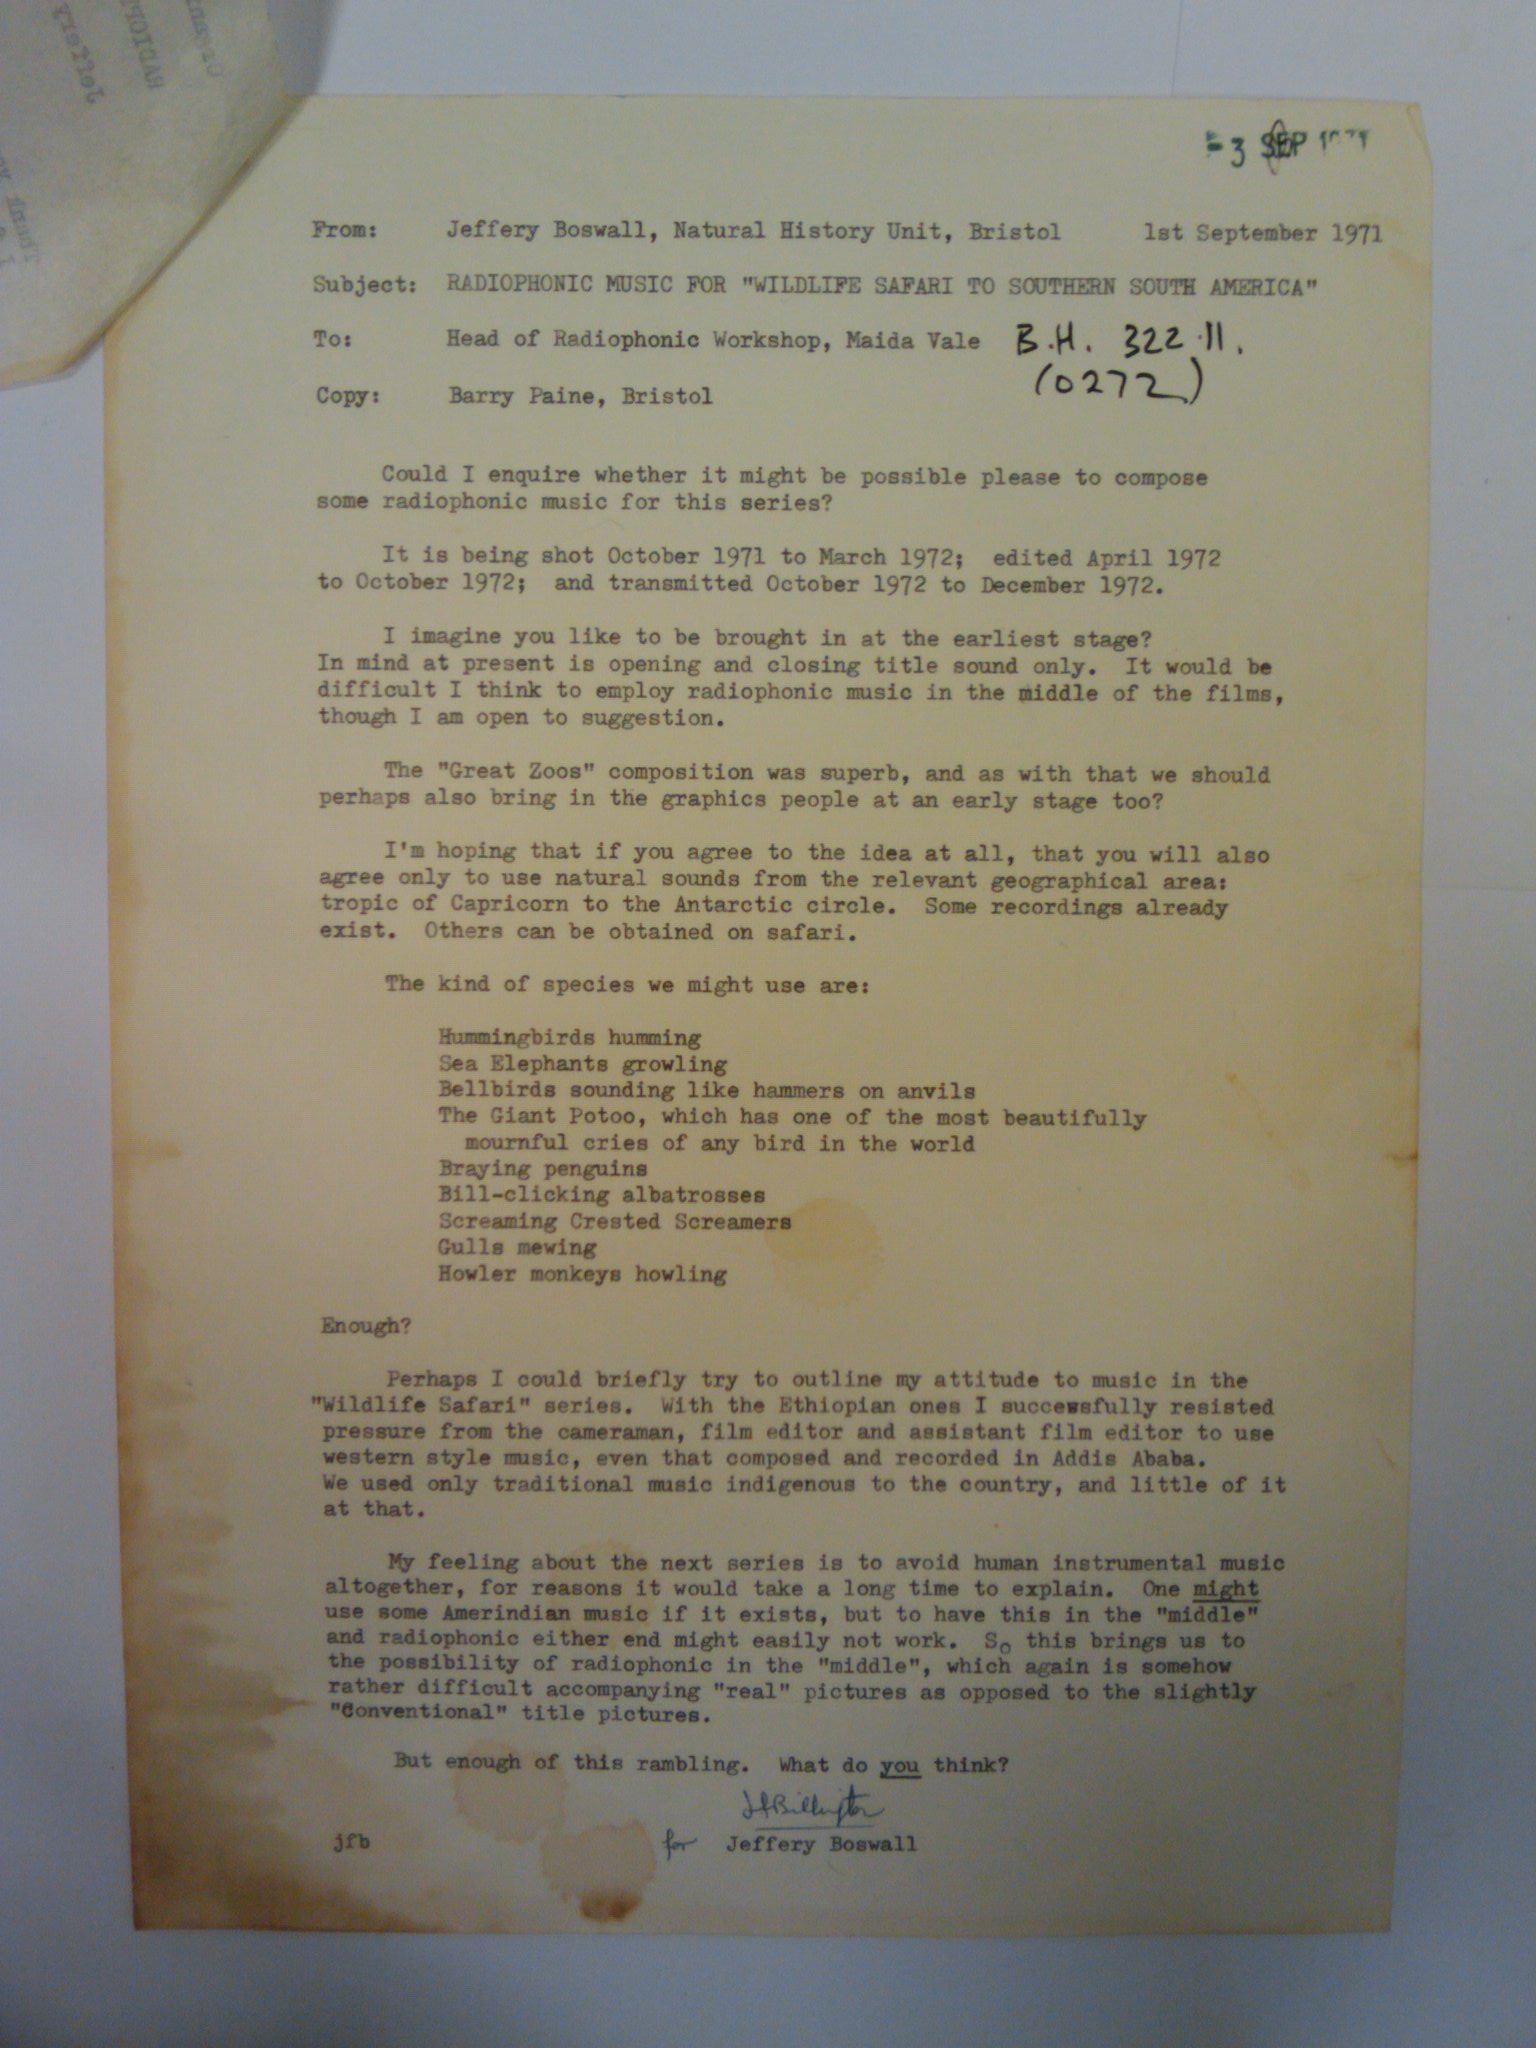 - 3 SEP
From: Jeffery Boswall, Natural History Unit, Bristol 1st September 1971
Subject: RADIOPHONIC MUSIC FOR "WILDLIFE SAFARI TO SOUTHERN SOUTH AMERICA"
To: Head of Radiophonic Workshop, Maida Vale B.H. 322.11.
(0272)
Copy: Barry Paine, Bristol
Could I enquire whether it might be possible please to compose
some radiophonic music for this series?
It is being shot October 1971 to March 1972; edited April 1972
to October 1972; and transmitted October 1972 to December 1972.
I imagine you like to be brought in at the earliest stage?
In mind at present is opening and closing title sound only. It would be
difficult I think to employ radiophonic music in the middle of the films,
though I am open to suggestion.
The "Great Zoos" composition was superb, and as with that we should
perhaps also bring in the graphics people at an early stage too?
I'm hoping that if you agree to the idea at all, that you will also
agree only to use natural sounds from the relevant geographical area:
tropic of Capricorn to the Antarctic circle. Some recordings already
exist. Others can be obtained on safari.
The kind of species we might use are:
Hummingbirds humming
Sea Elephants growling
Bellbirds sounding like hammers on anvils
The Giant Potoo, which has one of the most beautifully
mournful cries of any bird in the world
Braying penguins
Bill-clicking albatrosses
Screaming Crested Screamers
Gulls mewing
Howler monkeys howling
Enough?
Perhaps I could briefly try to outline my attitude to music in the
"Wildlife Safari" series. With the Ethiopian ones I successfully resisted
pressure from the cameraman, film editor and assistant film editor to use
western style music, even that composed and recorded in Addis Ababa.
We used only traditional music indigenous to the country, and little of it
at that.
My feeling about the next series is to avoid human instrumental music
altogether, for reasons it would take a long time to explain. One might
use some Amerindian music if it exists, but to have this in the "middle"
and radiophonic either end might easily not work. So this brings us to
the possibility of radiophonic in the "middle", which again is somehow
rather difficult accompanying "real" pictures as opposed to the slightly
"Conventional" title pictures.
But enough of this rambling. What do you think?
jfb for Jeffery Boswall